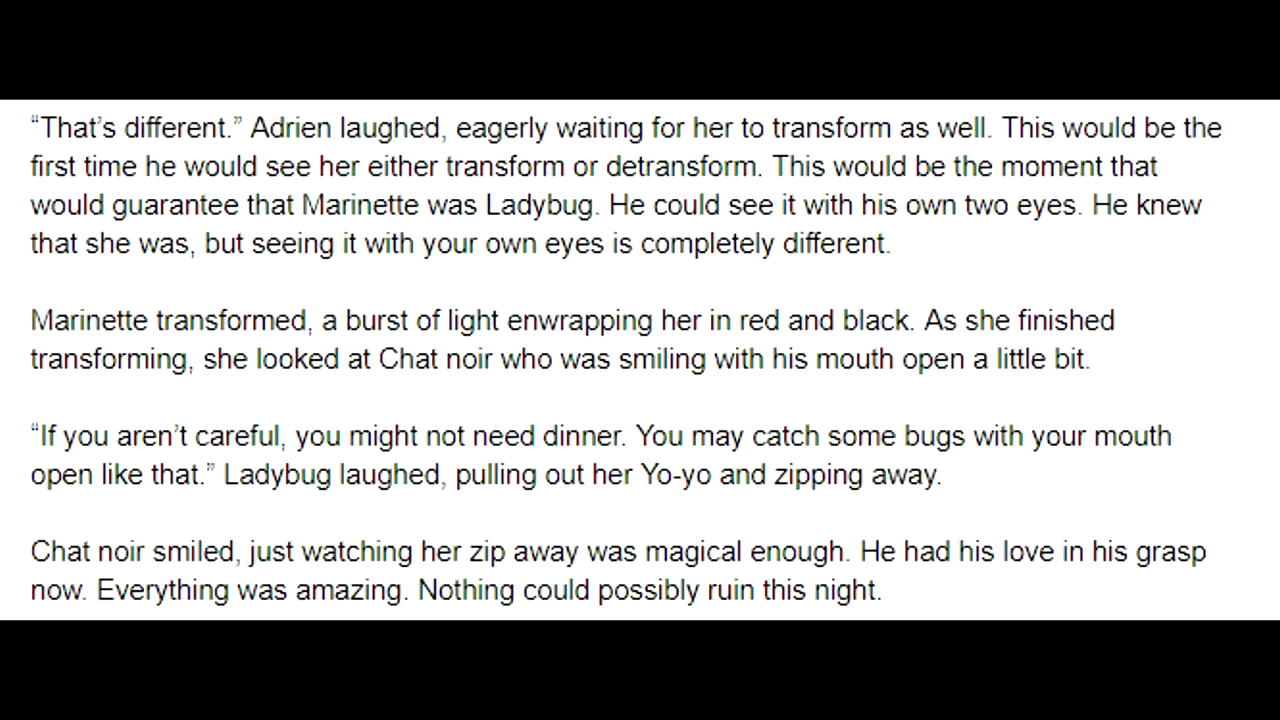 “That’s different.” Adrien laughed, eagerly waiting for her to transform as well. This would be the
first time he would see her either transform or detransform. This would be the moment that
would guarantee that Marinette was Ladybug. He could see it with his own two eyes. He knew
that she was, but seeing it with your own eyes is completely different.
Marinette transformed, a burst of light enwrapping her in red and black. As she finished
transforming, she looked at Chat noir who was smiling with his mouth open a little bit.
“If you aren’t careful, you might not need dinner. You may catch some bugs with your mouth
open like that.” Ladybug laughed, pulling out her Yo-yo and zipping away.
Chat noir smiled, just watching her zip away was magical enough. He had his love in his grasp
now. Everything was amazing. Nothing could possibly ruin this night.